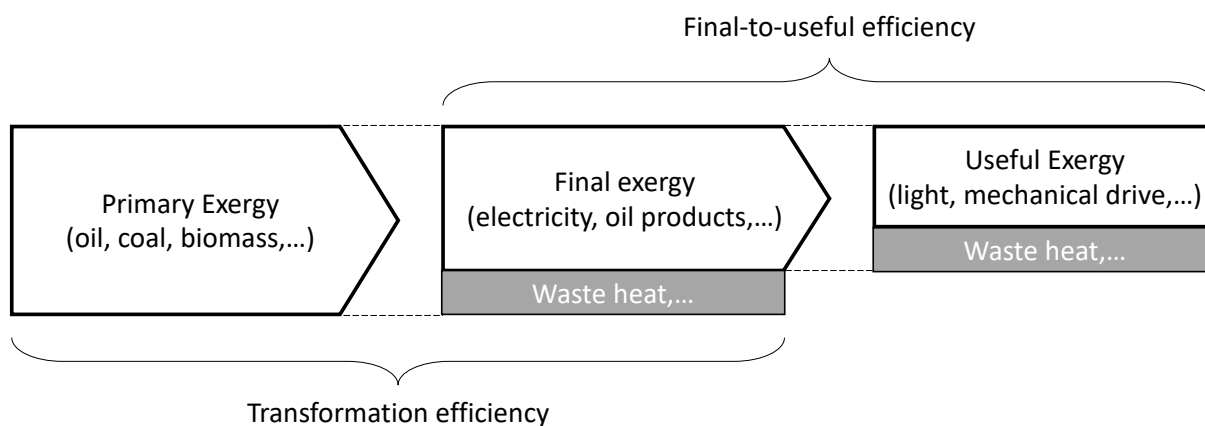 Final-to-useful efficiency
Primary Exergy
(oil, coal, biomass,…)
Final exergy
(electricity, oil products,…)
Waste heat,…
Useful Exergy
(light, mechanical drive,…)
Waste heat,…
Transformation efficiency